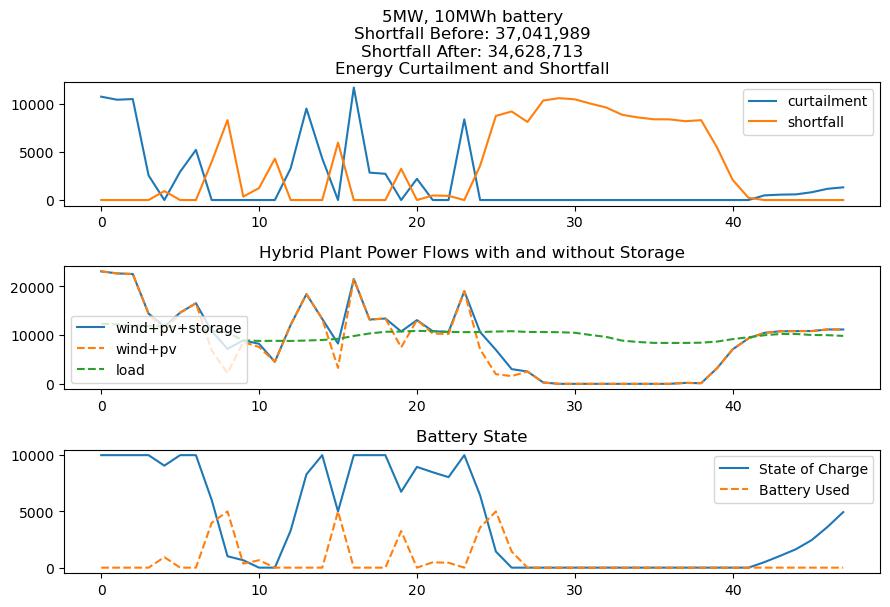 5MW, 10MWh battery
Shortfall Before: 37,041,989
Shortfall After: 34,628,713
Energy Curtailment and Shortfall
10000
5000
0
curtailment
shortfall
0 10 20 30 40
Hybrid Plant Power Flows with and without Storage
20000
10000
0
wind+pv+storage
wind+pv
load
0 10 20 30 40
Battery State
10000
5000
0
State of Charge
Battery Used
0 10 20 30 40